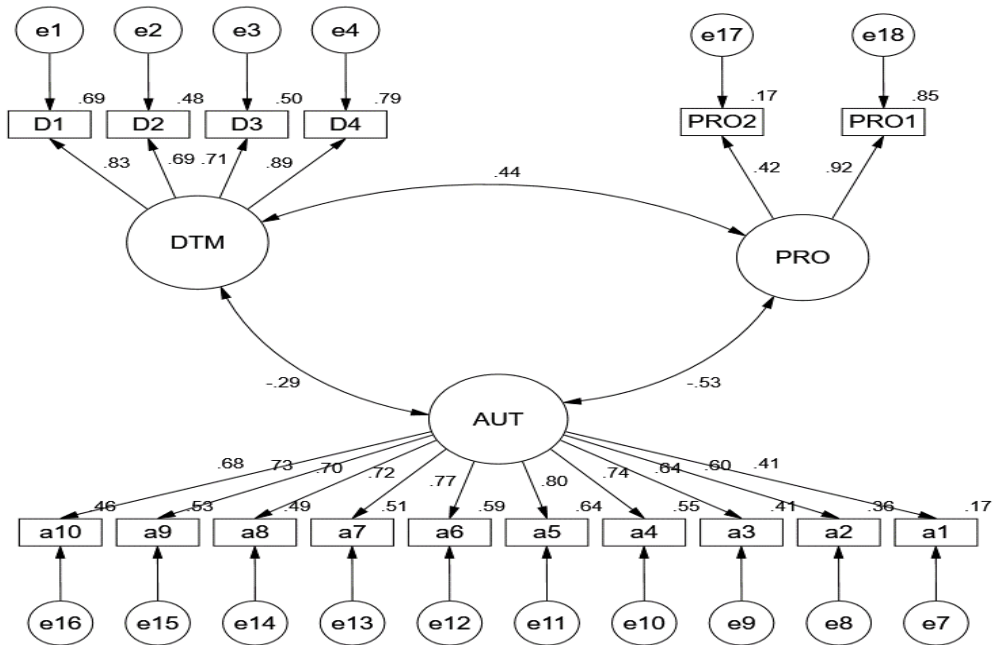 e1 e2 e3 e4 e17 e18
.69 .48 .50 .79 .17 .85
D1 D2 D3 D4 PRO2 PRO1
.83 .69 .71 .89 .44 .42 .92
DTM PRO
-.29 -.53
AUT
.68 .73 .70 .72 .77 .80 .74 .64 .60 .41
.46 .53 .49 .51 .59 .64 .55 .41 .36 .17
a10 a9 a8 a7 a6 a5 a4 a3 a2 a1
e16 e15 e14 e13 e12 e11 e10 e9 e8 e7